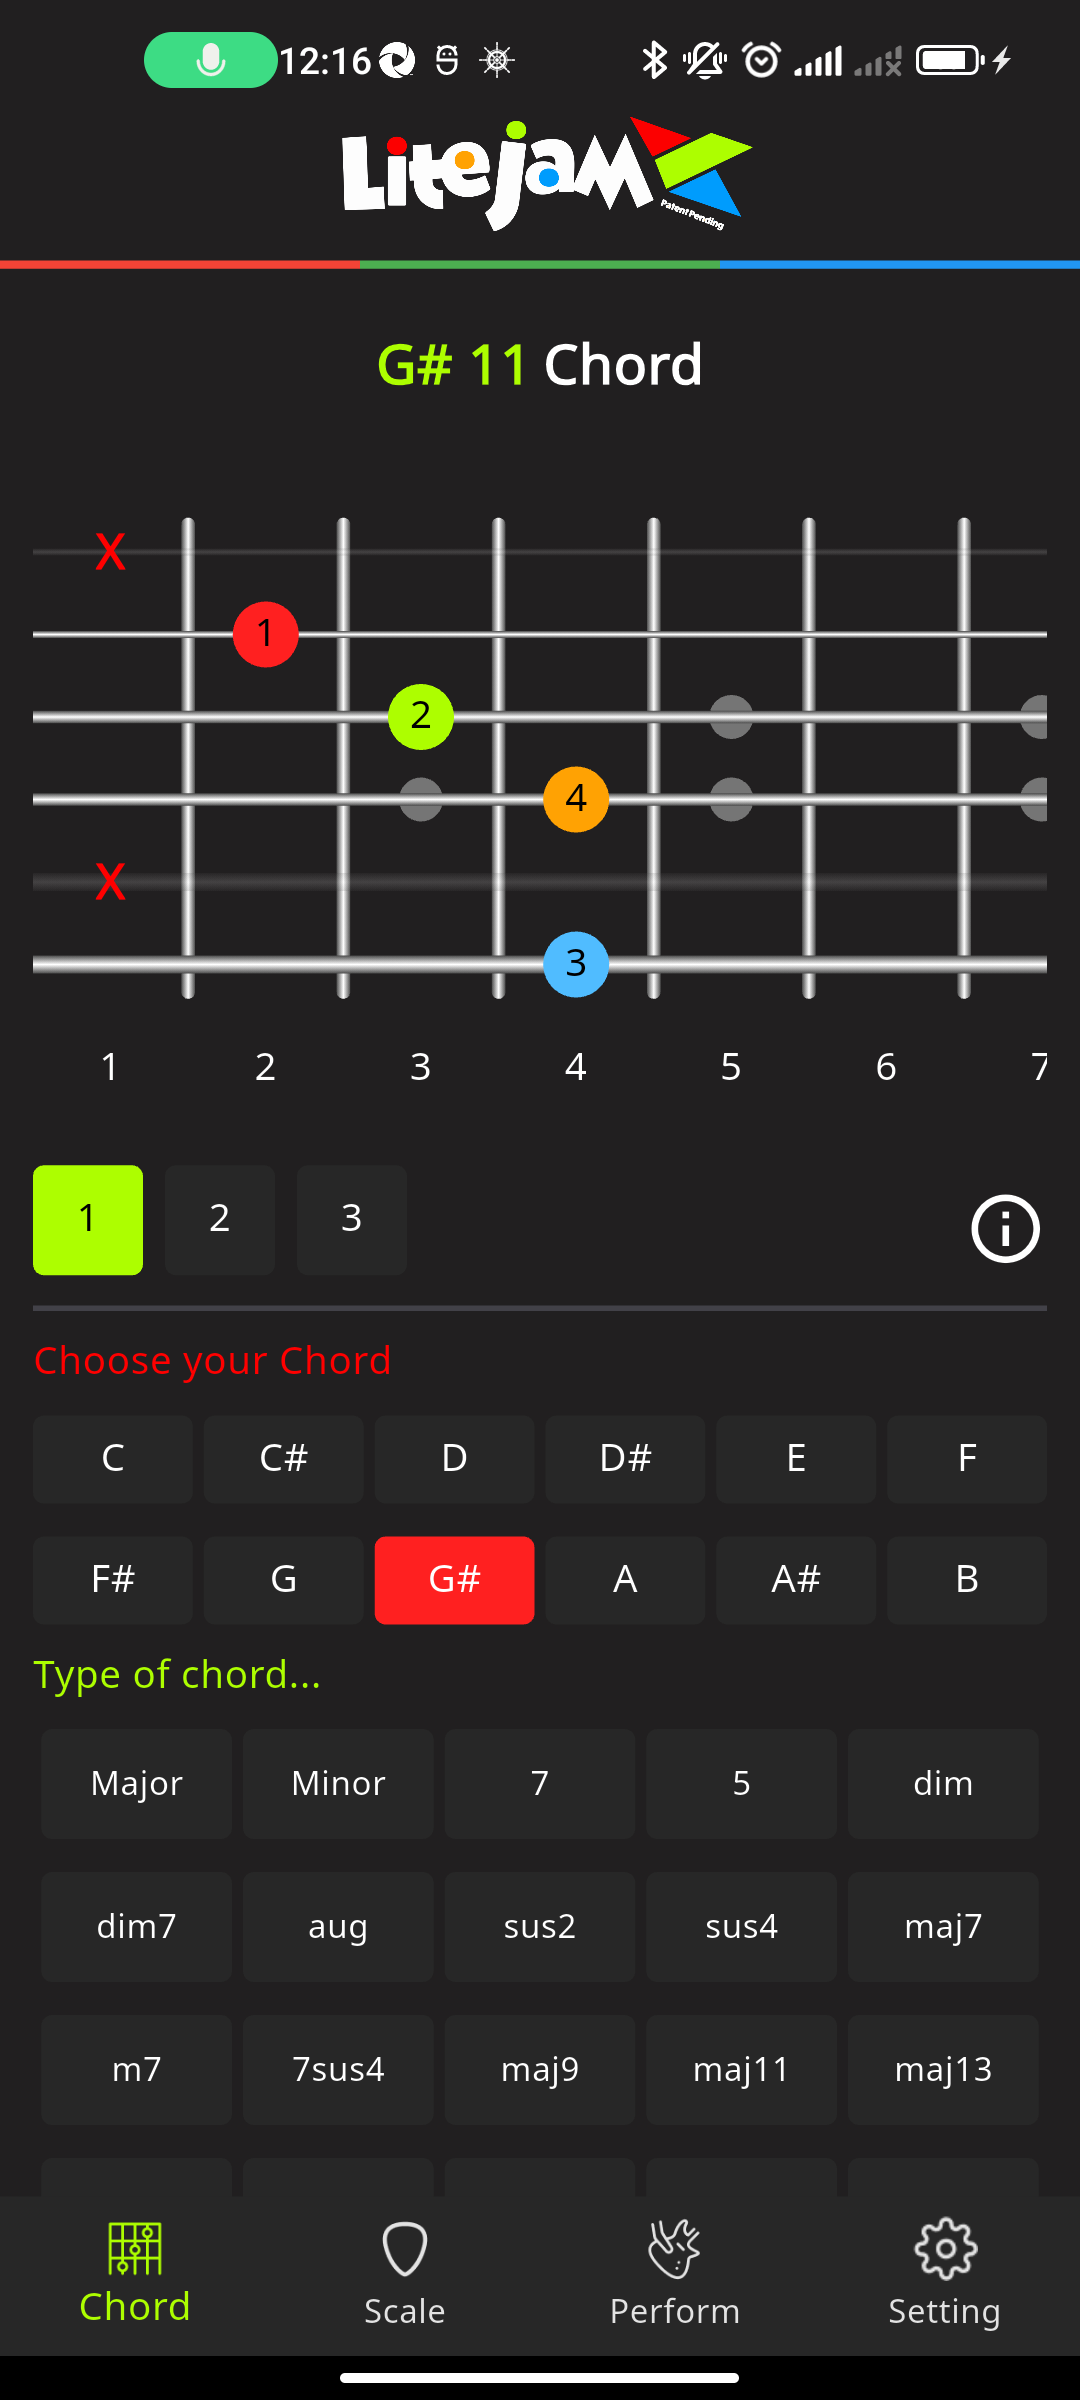 12:16
Litejam
Patent Pending
G# 11 Chord
X
1
2
4
X
3
1 2 3 4 5 6 7
1 2 3
Choose your Chord
C C# D D# E F
F# G G# A A# B
Type of chord...
Major Minor 7 5 dim
dim7 aug sus2 sus4 maj7
m7 7sus4 maj9 maj11 maj13
Chord Scale Perform Setting